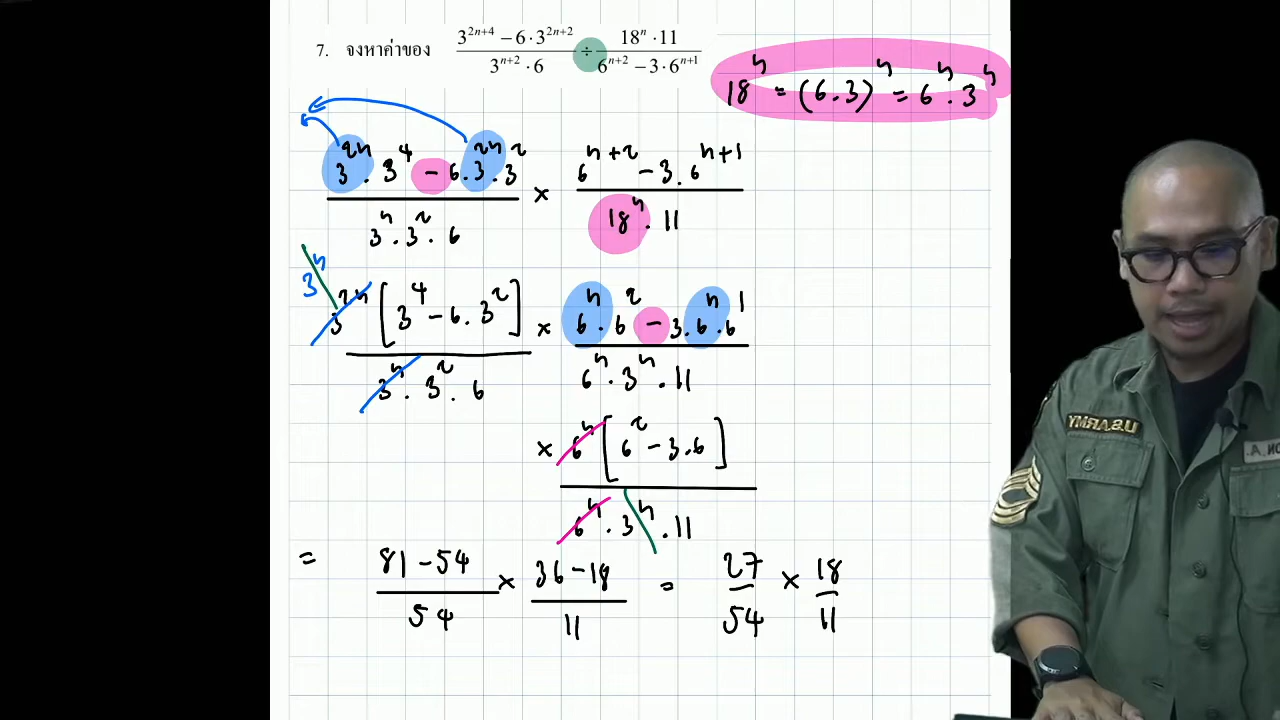 7. จงหาค่าของ (3^{2n+4} − 6·3^{2n+2})/(3^{n+2}·6) ÷ (18^n·11)/(6^{n+2} − 3·6^{n+1})
18^n = (6.3)^n = 6^n . 3^n
(3^{2n} . 3^4 − 6.3^{2n}.3^2)/(3^n . 3^2 . 6) × (6^{n+2} − 3.6^{n+1})/(18^n . 11)
3^n
3^{2n} [3^4 − 6.3^2]/(3^n . 3^2 . 6) × (6^n . 6^2 − 3.6^n.6^1)/(6^n . 3^n . 11)
× 6^n [6^2 − 3.6]/(6^n . 3^n . 11)
= (81 − 54)/54 × (36 − 18)/11 = 27/54 × 18/11
U.S.ARMY
ON. A.